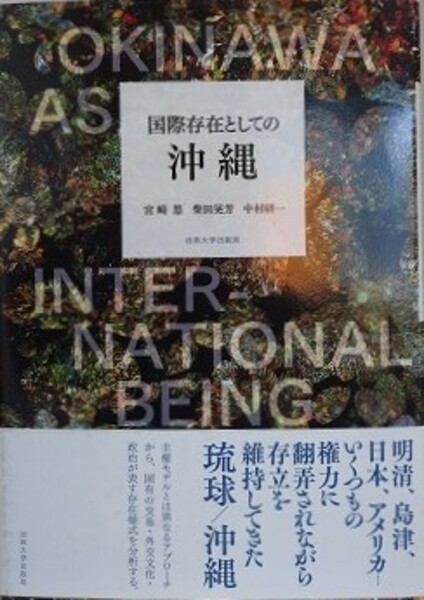 OKINAWA
AS
国際存在としての
沖縄
宮崎 悠 柴田晃芳 中村研一
INTER-
NATIONAL
BEING
明清、島津、
日本、アメリカ―
いくつもの
権力に
翻弄されながら
存立を
維持してきた
琉球/沖縄
主権モデルとは異なるアプローチ
から、固有の交易・外交文化・
政治が表す存在様式を分析する。